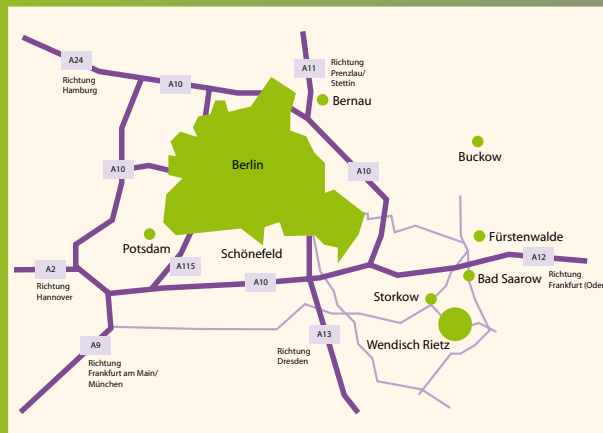 A24
Richtung
Hamburg
A10
A11
Richtung
Prenzlau/
Stettin
Bernau
Berlin
A10
A10
Buckow
Potsdam
Schönefeld
Fürstenwalde
A2
Richtung
Hannover
A115
A10
A12
Richtung
Frankfurt (Oder
Bad Saarow
Storkow
A13
Richtung
Dresden
Wendisch Rietz
A9
Richtung
Frankfurt am Main/
München